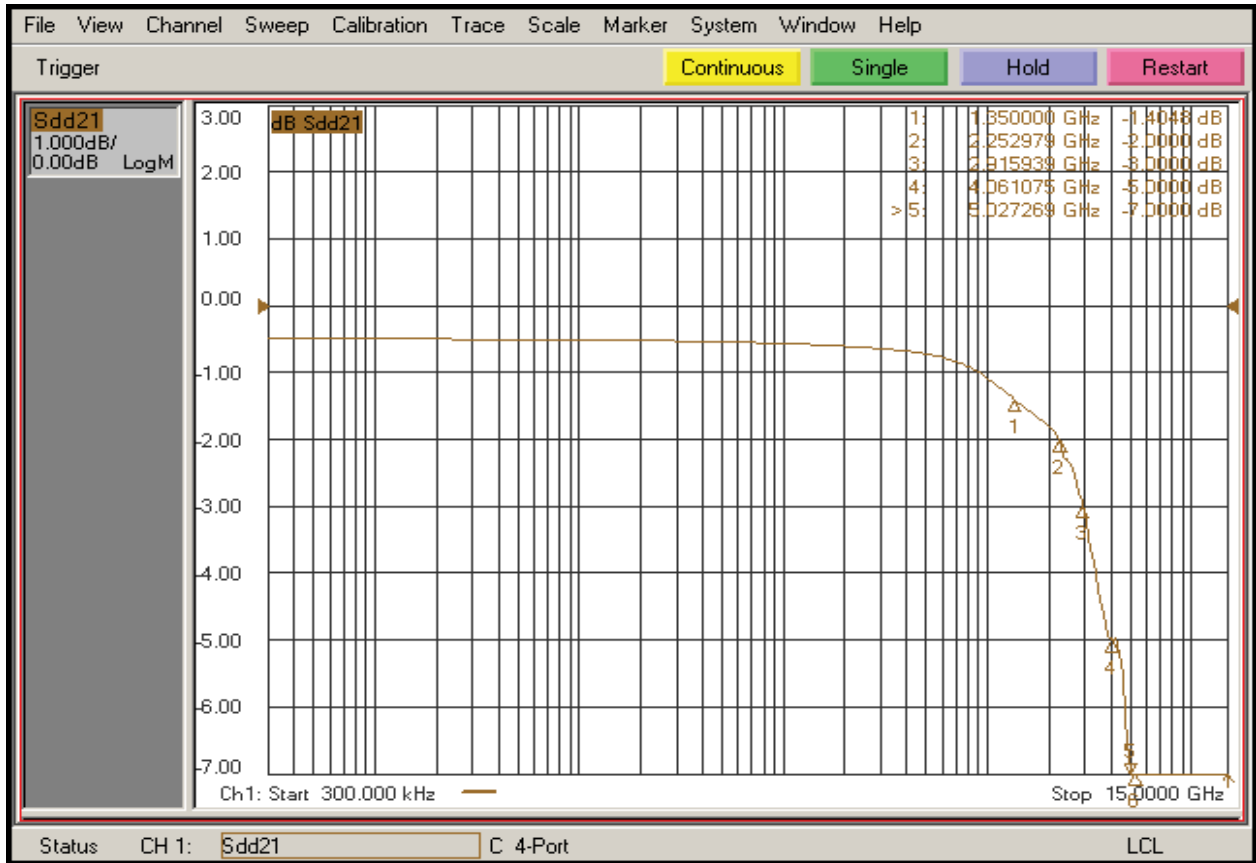 File View Channel Sweep Calibration Trace Scale Marker System Window Help
Trigger Continuous Single Hold Restart
Sdd21
1.000dB/
0.00dB LogM
dB Sdd21
3.00
2.00
1.00
0.00
-1.00
-2.00
-3.00
-4.00
-5.00
-6.00
-7.00
1: 1.350000 GHz -1.4048 dB
2: 2.252979 GHz -2.0000 dB
3: 2.915939 GHz -3.0000 dB
4: 4.061075 GHz -5.0000 dB
> 5: 5.027269 GHz -7.0000 dB
1
2
3
4
5
6
Ch1: Start 300.000 kHz
Stop 15.0000 GHz
Status CH 1: Sdd21 C 4-Port LCL